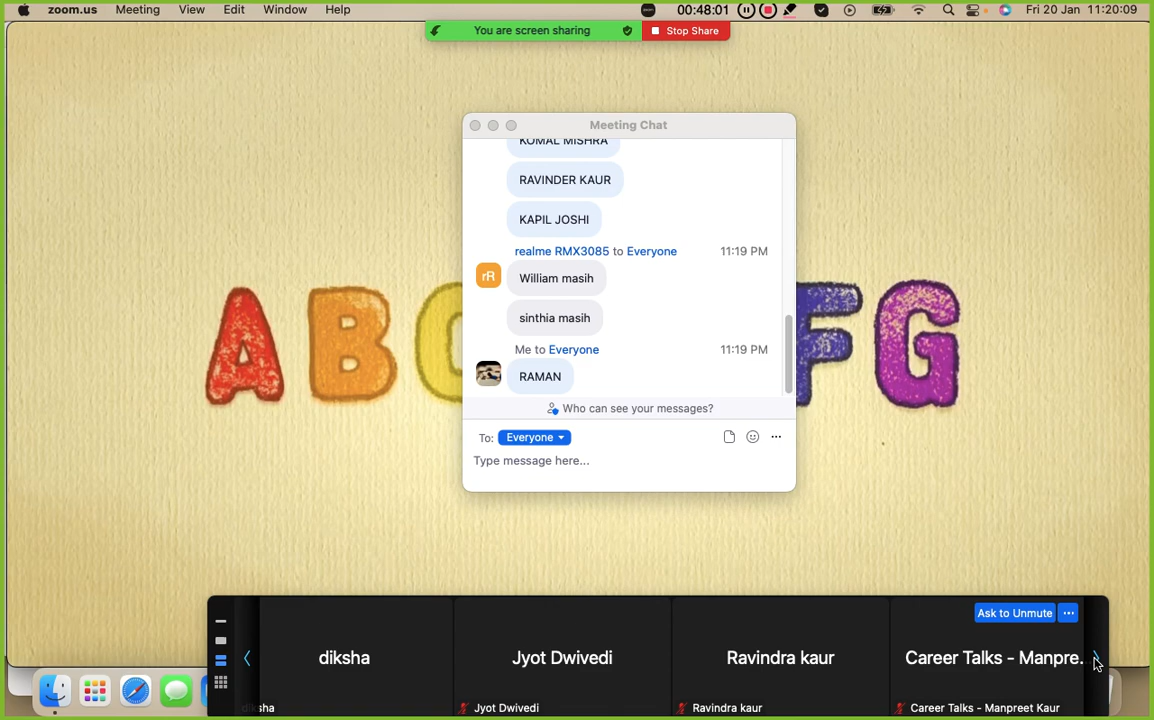 zoom.us Meeting View Edit Window Help 00:48:01 Fri 20 Jan 11:20:09
You are screen sharing Stop Share
Meeting Chat
KOMAL MISHRA
RAVINDER KAUR
KAPIL JOSHI
realme RMX3085 to Everyone 11:19 PM
rR
William masih
sinthia masih
A B C F G
Me to Everyone 11:19 PM
RAMAN
Who can see your messages?
To: Everyone
Type message here...
Ask to Unmute
diksha Jyot Dwivedi Ravindra kaur Career Talks - Manpre...
Jyot Dwivedi Ravindra kaur Career Talks - Manpreet Kaur